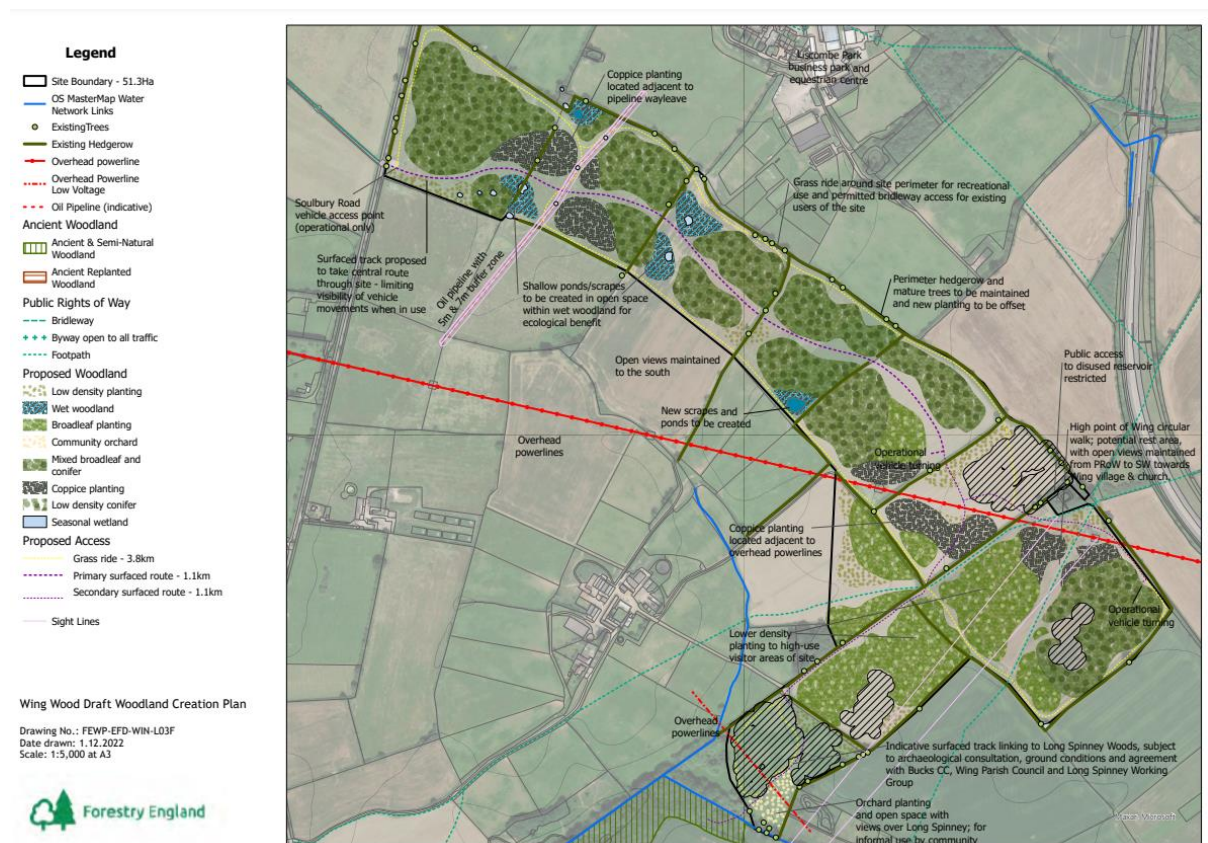 Legend
Site Boundary - 51.3Ha
OS MasterMap Water
Network Links
ExistingTrees
Existing Hedgerow
Overhead powerline
Overhead Powerline
Low Voltage
Oil Pipeline (indicative)
Ancient Woodland
Ancient & Semi-Natural
Woodland
Ancient Replanted
Woodland
Public Rights of Way
Bridleway
Byway open to all traffic
Footpath
Proposed Woodland
Low density planting
Wet woodland
Broadleaf planting
Community orchard
Mixed broadleaf and
conifer
Coppice planting
Low density conifer
Seasonal wetland
Proposed Access
Grass ride - 3.8km
Primary surfaced route - 1.1km
Secondary surfaced route - 1.1km
Sight Lines
Wing Wood Draft Woodland Creation Plan
Drawing No.: FEWP-EFD-WIN-L03F
Date drawn: 1.12.2022
Scale: 1:5,000 at A3
Forestry England
Liscombe Park
business park and
equestrian centre
Coppice planting
located adjacent to
pipeline wayleave
Grass ride around site perimeter for recreational
use and permitted bridleway access for existing
users of the site
Soulbury Road
vehicle access point
(operational only)
Surfaced track proposed
to take central route
through site - limiting
visibility of vehicle
movements when in use
Oil pipeline with
5m & 7m buffer zone
Shallow ponds/scrapes
to be created in open space
within wet woodland for
ecological benefit
Perimeter hedgerow and
mature trees to be maintained
and new planting to be offset
Open views maintained
to the south
Public access
to disused reservoir
restricted
New scrapes and
ponds to be created
High point of Wing circular
walk; potential rest area,
with open views maintained
from PRoW to SW towards
Wing village & church.
Overhead
powerlines
Operational
vehicle turning
Coppice planting
located adjacent to
overhead powerlines
Operational
vehicle turning
Lower density
planting to high-use
visitor areas of site
Overhead
powerlines
Indicative surfaced track linking to Long Spinney Woods, subject
to archaeological consultation, ground conditions and agreement
with Bucks CC, Wing Parish Council and Long Spinney Working
Group
Orchard planting
and open space with
views over Long Spinney; for
informal use by community
Microsoft